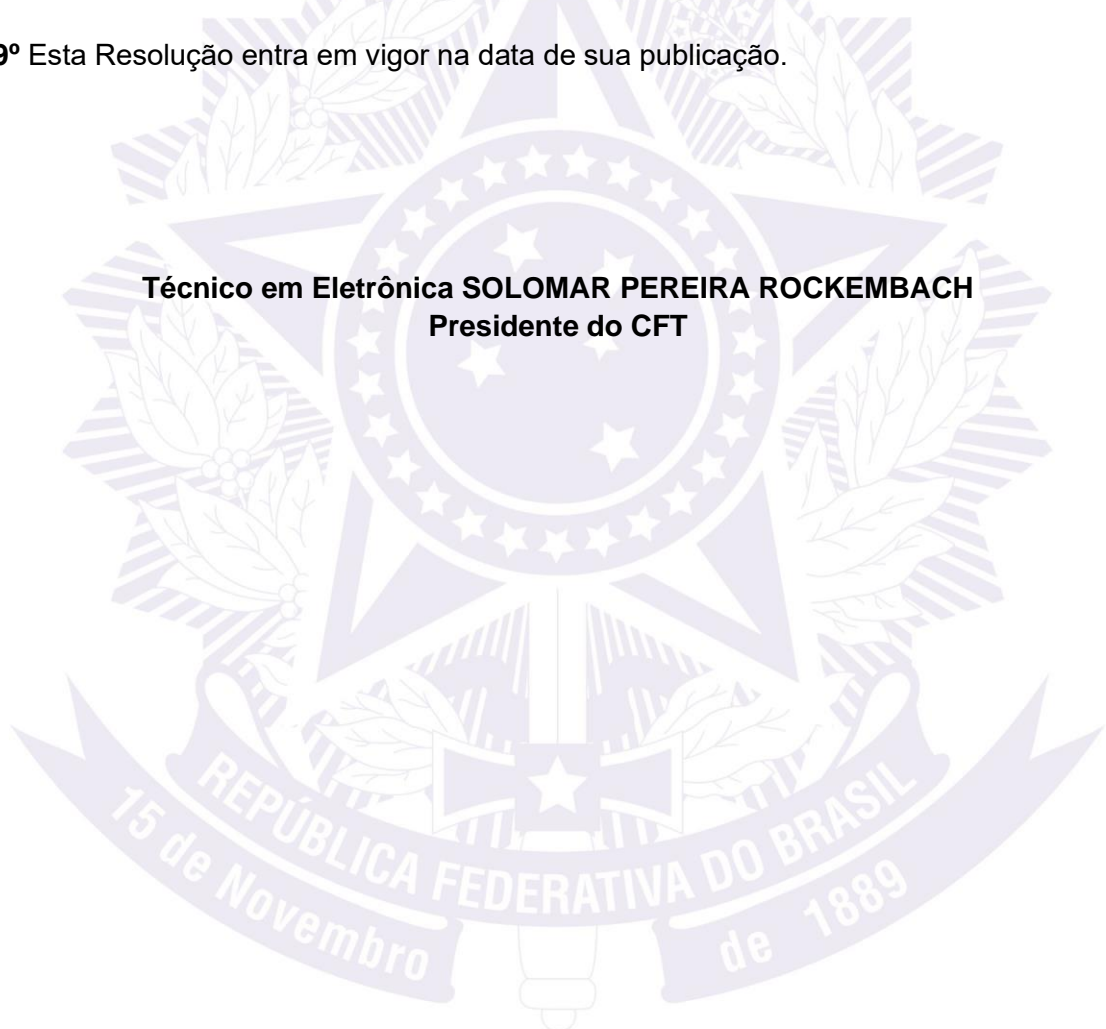 9º Esta Resolução entra em vigor na data de sua publicação.
Técnico em Eletrônica SOLOMAR PEREIRA ROCKEMBACH
Presidente do CFT
REPÚBLICA FEDERATIVA DO BRASIL
15 de Novembro de 1889